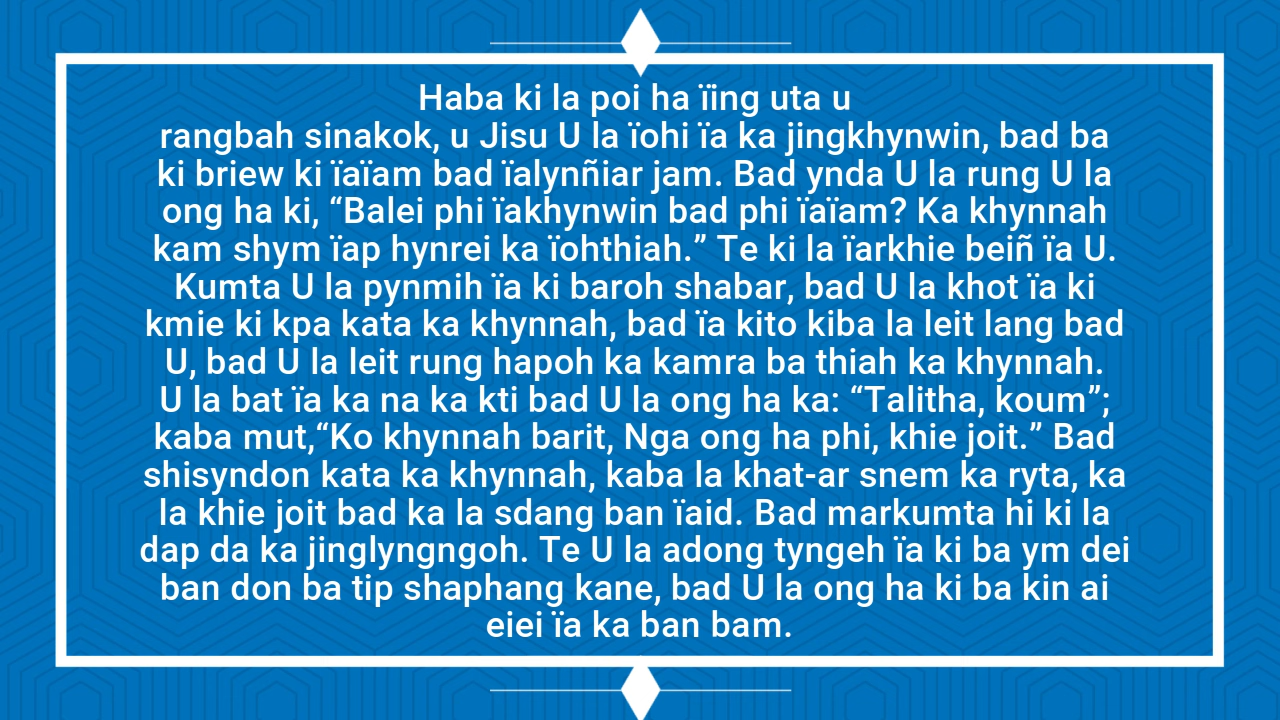 Haba ki la poi ha ïing uta u
rangbah sinakok, u Jisu U la ïohi ïa ka jingkhynwin, bad ba
ki briew ki ïaïam bad ïalynñiar jam. Bad ynda U la rung U la
ong ha ki, “Balei phi ïakhynwin bad phi ïaïam? Ka khynnah
kam shym ïap hynrei ka ïohthiah.” Te ki la ïarkhie beiñ ïa U.
Kumta U la pynmih ïa ki baroh shabar, bad U la khot ïa ki
kmie ki kpa kata ka khynnah, bad ïa kito kiba la leit lang bad
U, bad U la leit rung hapoh ka kamra ba thiah ka khynnah.
U la bat ïa ka na ka kti bad U la ong ha ka: “Talitha, koum”;
kaba mut,“Ko khynnah barit, Nga ong ha phi, khie joit.” Bad
shisyndon kata ka khynnah, kaba la khat-ar snem ka ryta, ka
la khie joit bad ka la sdang ban ïaid. Bad markumta hi ki la
dap da ka jinglyngngoh. Te U la adong tyngeh ïa ki ba ym dei
ban don ba tip shaphang kane, bad U la ong ha ki ba kin ai
eiei ïa ka ban bam.